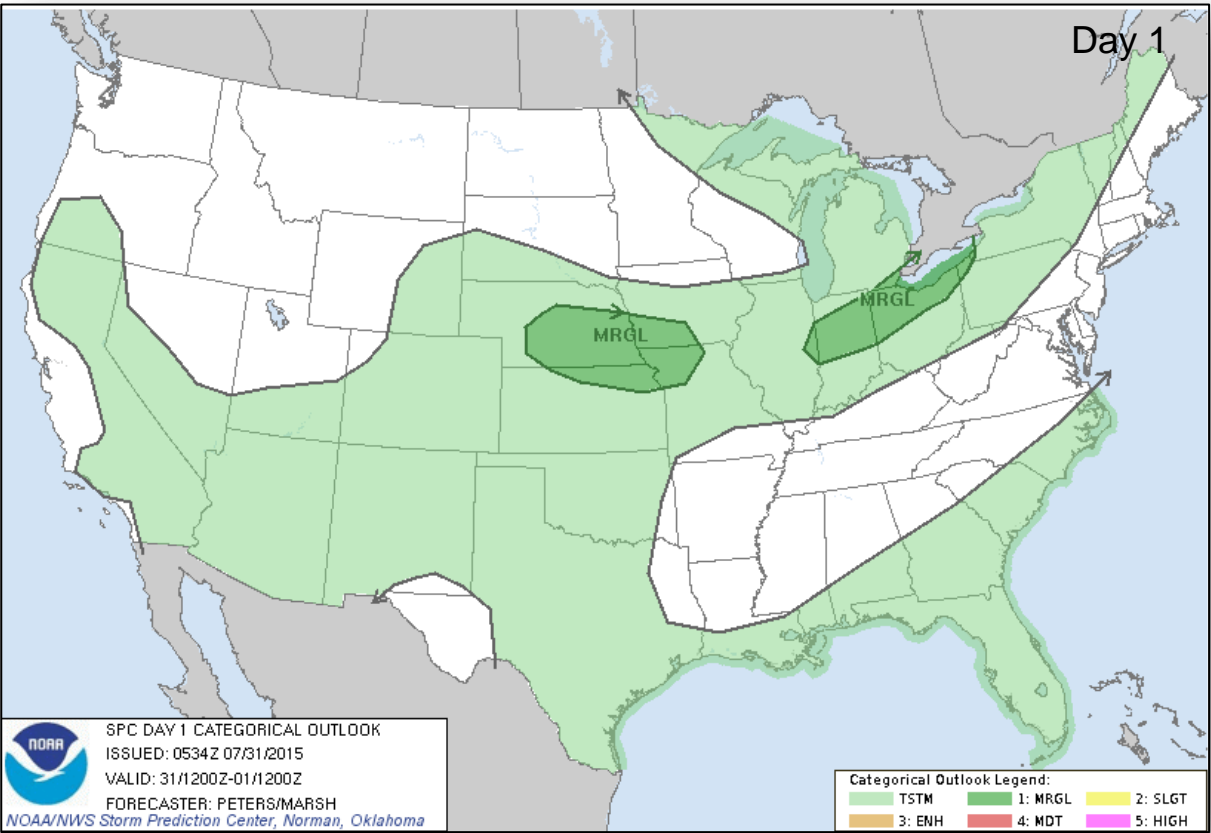 Day 1
MRGL
MRGL
SPC DAY 1 CATEGORICAL OUTLOOK
ISSUED: 0534Z 07/31/2015
VALID: 31/1200Z-01/1200Z
FORECASTER: PETERS/MARSH
NOAA/NWS Storm Prediction Center, Norman, Oklahoma
NOAA
Categorical Outlook Legend:
TSTM 1: MRGL 2: SLGT
3: ENH 4: MDT 5: HIGH